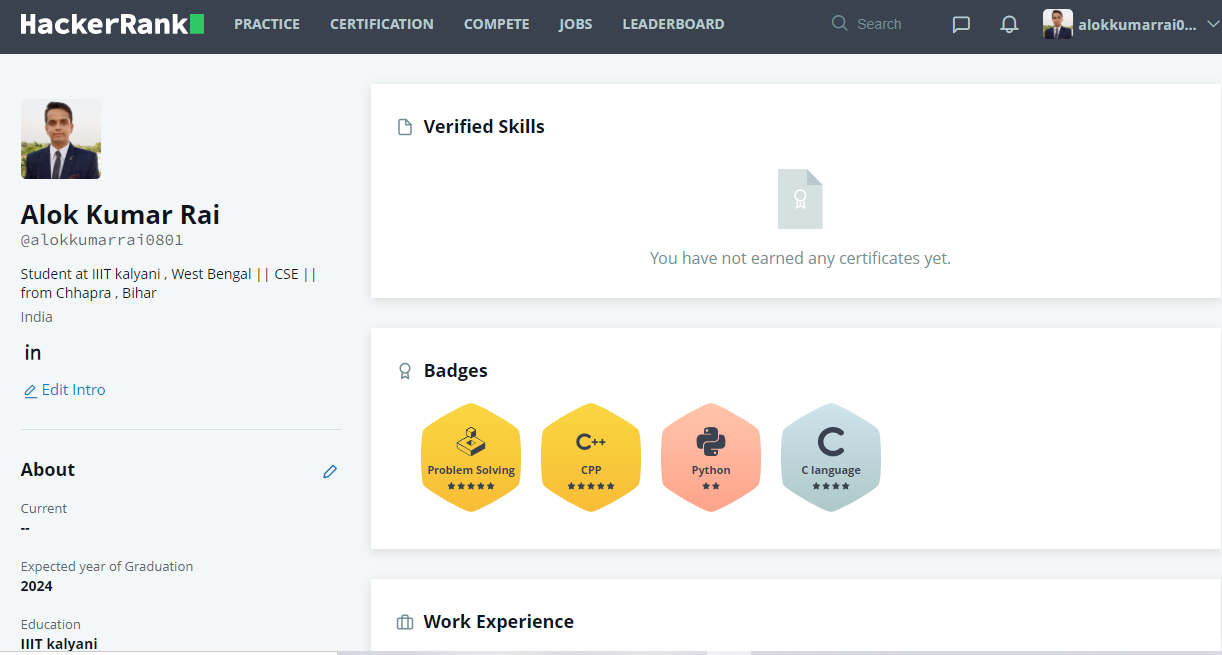 HackerRank
PRACTICE CERTIFICATION COMPETE JOBS LEADERBOARD Search alokkumarrai0...
Alok Kumar Rai
@alokkumarrai0801
Student at IIIT kalyani , West Bengal || CSE ||
from Chhapra , Bihar
India
in
Edit Intro
About
Current
--
Expected year of Graduation
2024
Education
IIIT kalyani
Verified Skills
You have not earned any certificates yet.
Badges
Problem Solving
C++
CPP
Python
C
C language
Work Experience